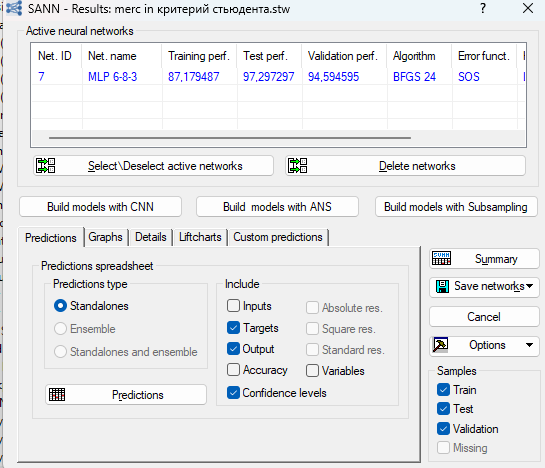 SANN - Results: merc in критерий стьюдента.stw
Active neural networks
Net. ID Net. name Training perf. Test perf. Validation perf. Algorithm Error funct.
7 MLP 6-8-3 87,179487 97,297297 94,594595 BFGS 24 SOS
Select\Deselect active networks Delete networks
Build models with CNN Build models with ANS Build models with Subsampling
Predictions Graphs Details Liftcharts Custom predictions
Predictions spreadsheet
Predictions type
Standalones
Ensemble
Standalones and ensemble
Predictions
Include
Inputs Absolute res.
Targets Square res.
Output Standard res.
Accuracy Variables
Confidence levels
Summary
Save networks
Cancel
Options
Samples
Train
Test
Validation
Missing